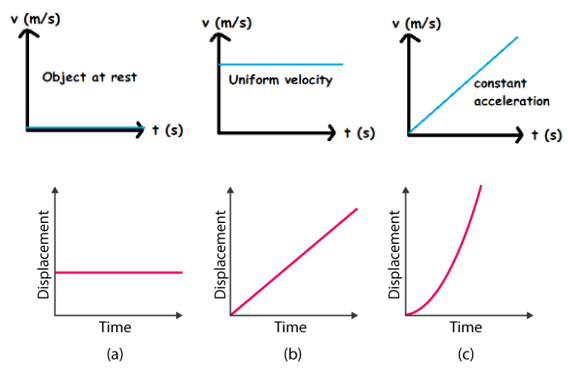 v (m/s)
Object at rest
t (s)
v (m/s)
Uniform velocity
t (s)
v (m/s)
constant
acceleration
t (s)
Displacement
Time
(a)
Displacement
Time
(b)
Displacement
Time
(c)